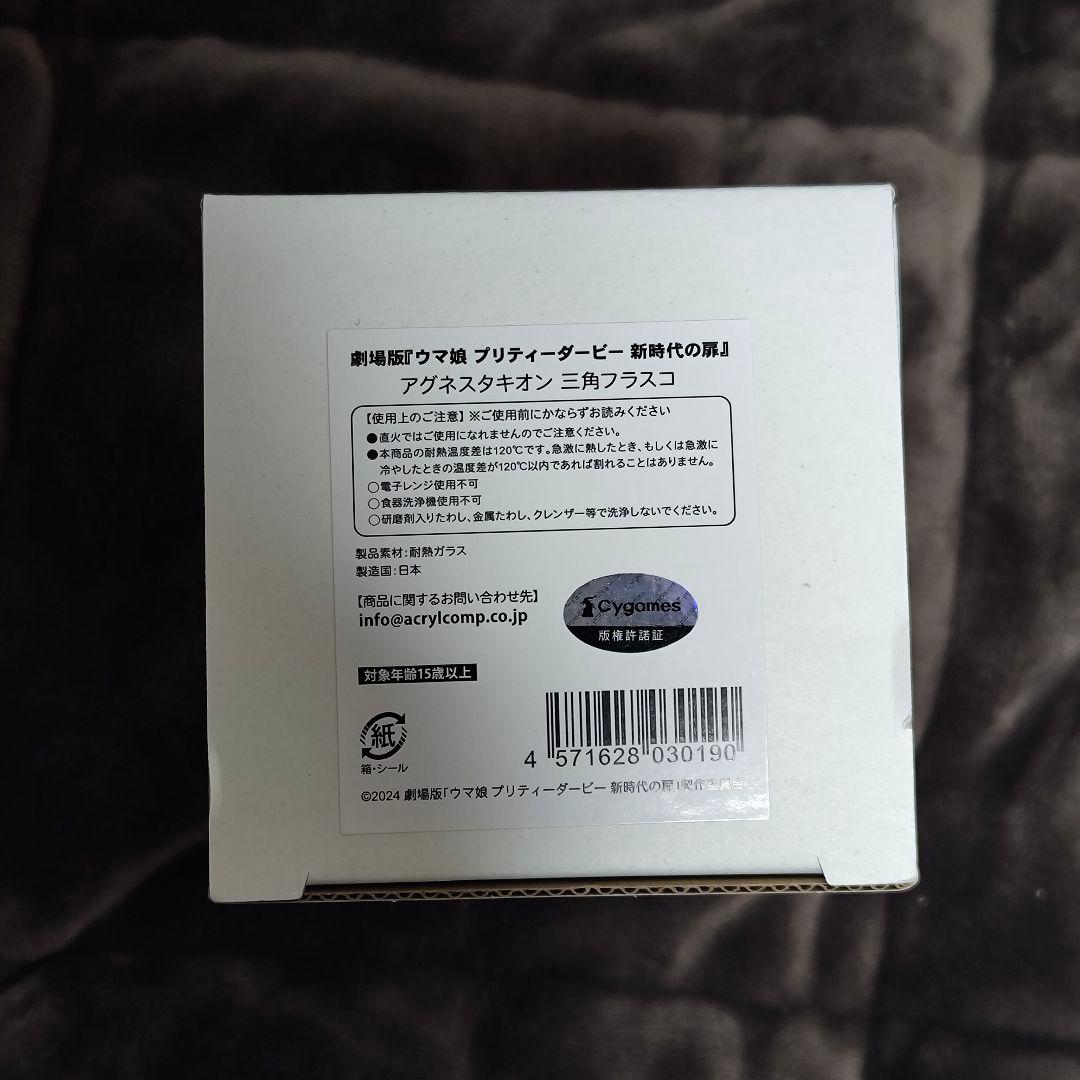 劇場版『ウマ娘 プリティーダービー 新時代の扉』
アグネスタキオン 三角フラスコ
【使用上のご注意】※ご使用前にかならずお読みください
●直火ではご使用になれませんのでご注意ください。
●本商品の耐熱温度差は120℃です。急激に熱したとき、もしくは急激に
冷やしたときの温度差が120℃以内であれば割れることはありません。
○電子レンジ使用不可
○食器洗浄機使用不可
○研磨剤入りたわし、金属たわし、クレンザー等で洗浄しないでください。
製品素材:耐熱ガラス
製造国:日本
【商品に関するお問い合わせ先】
info@acrylcomp.co.jp
Cygames
版権許諾証
対象年齢15歳以上
紙
箱・シール
4 571628 030190
©2024 劇場版「ウマ娘 プリティーダービー 新時代の扉」製作委員会